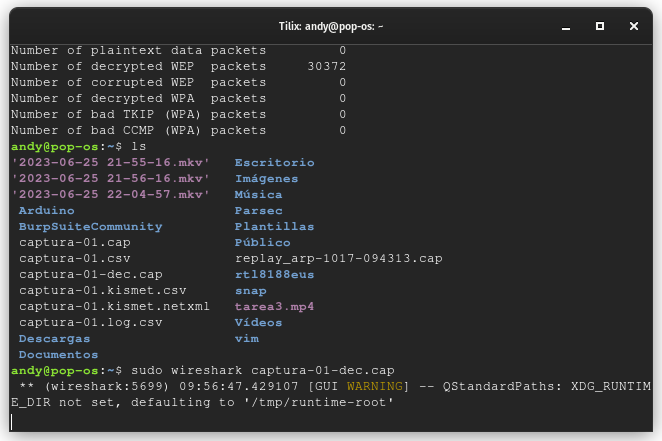 Tilix: andy@pop-os: ~
Number of plaintext data packets         0
Number of decrypted WEP  packets     30372
Number of corrupted WEP  packets         0
Number of decrypted WPA  packets         0
Number of bad TKIP (WPA) packets         0
Number of bad CCMP (WPA) packets         0
andy@pop-os:~$ ls
'2023-06-25 21-55-16.mkv'   Escritorio
'2023-06-25 21-56-16.mkv'   Imágenes
'2023-06-25 22-04-57.mkv'   Música
 Arduino                    Parsec
 BurpSuiteCommunity         Plantillas
 captura-01.cap             Público
 captura-01.csv             replay_arp-1017-094313.cap
 captura-01-dec.cap         rtl8188eus
 captura-01.kismet.csv      snap
 captura-01.kismet.netxml   tarea3.mp4
 captura-01.log.csv         Vídeos
 Descargas                  vim
 Documentos
andy@pop-os:~$ sudo wireshark captura-01-dec.cap
 ** (wireshark:5699) 09:56:47.429107 [GUI WARNING] -- QStandardPaths: XDG_RUNTIM
E_DIR not set, defaulting to '/tmp/runtime-root'